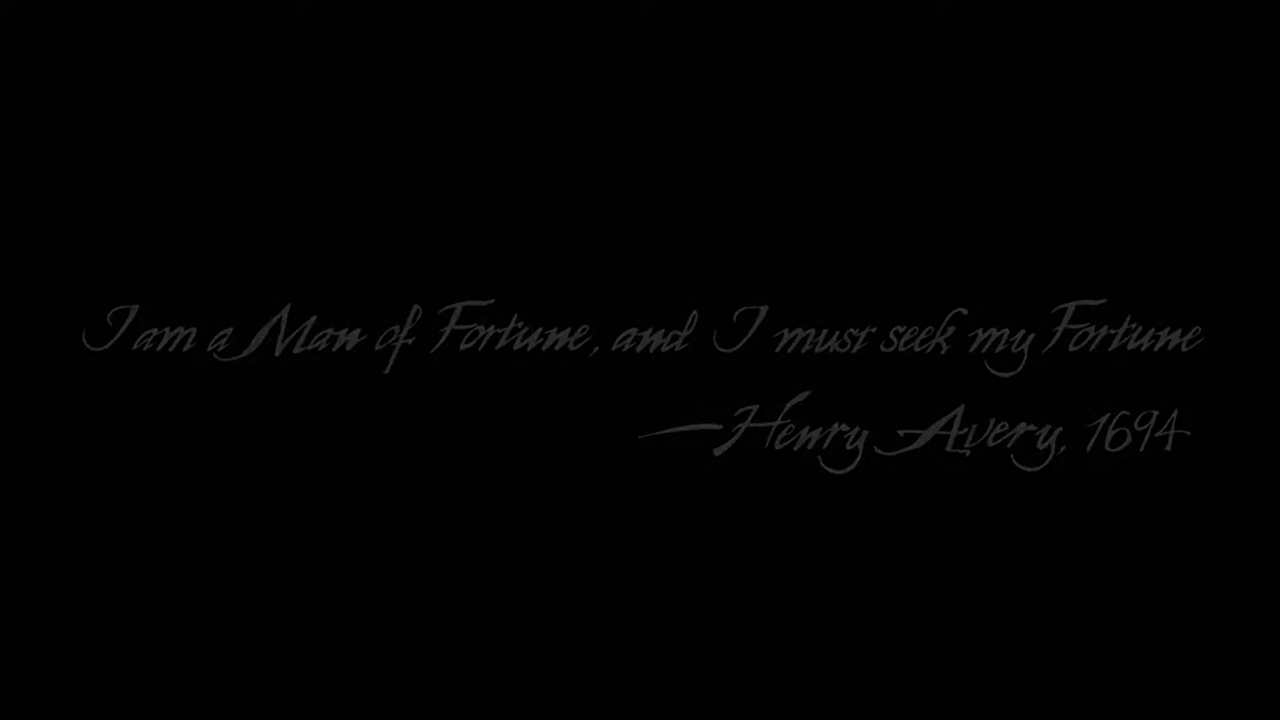 I am a Man of Fortune, and I must seek my Fortune
—Henry Avery, 1694